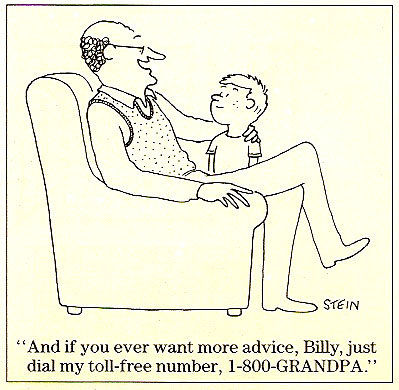 STEIN
“And if you ever want more advice, Billy, just
dial my toll-free number, 1-800-GRANDPA.”